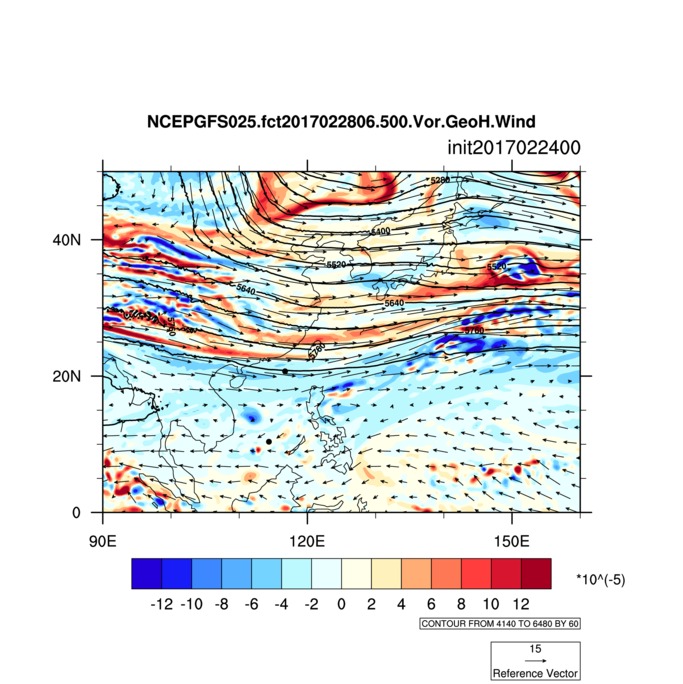 NCEPGFS025.fct2017022806.500.Vor.GeoH.Wind
init2017022400
5280
40N
5400
5520
5520
5640
5640
5760
5760
5760
20N
0
90E 120E 150E
-12 -10 -8 -6 -4 -2 0 2 4 6 8 10 12
*10^(-5)
CONTOUR FROM 4140 TO 6480 BY 60
15
Reference Vector